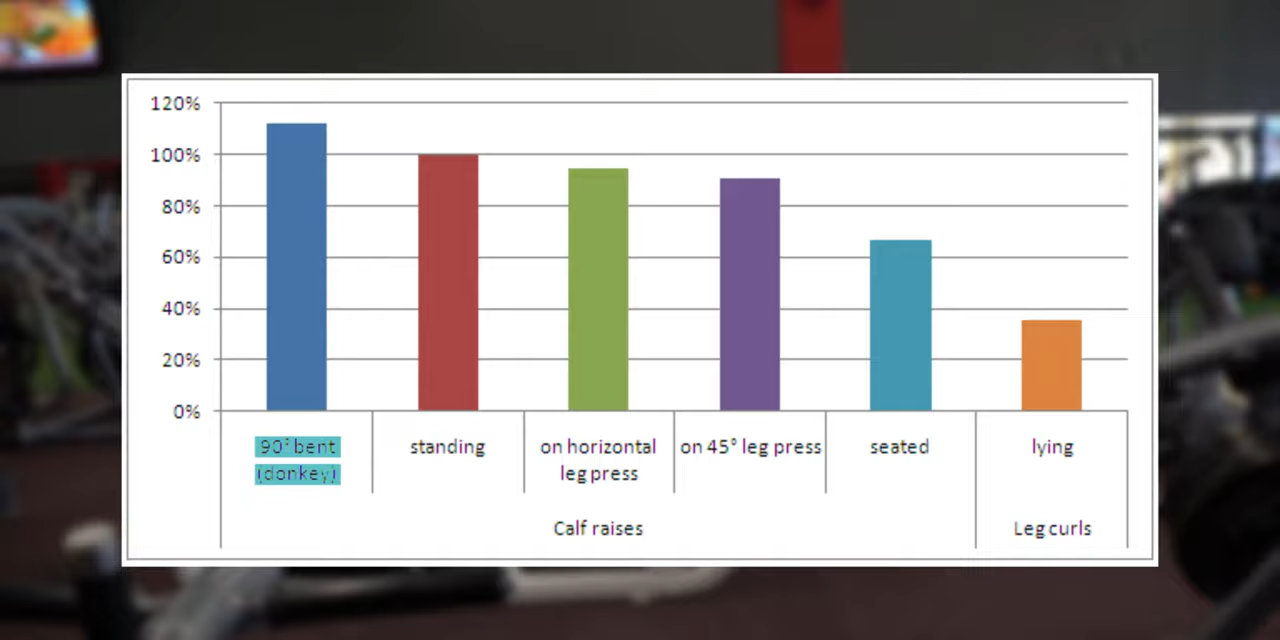 120%
100%
80%
60%
40%
20%
0%
90° bent
(donkey)
standing
on horizontal
leg press
on 45° leg press
seated
lying
Calf raises
Leg curls